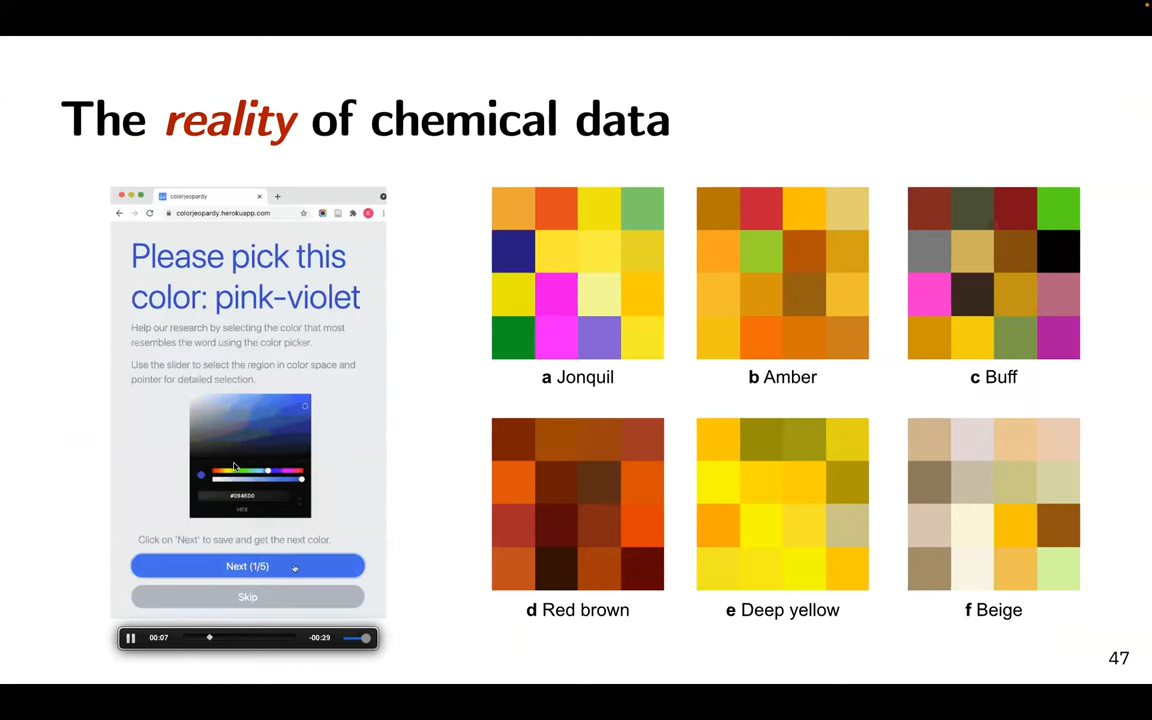 The reality of chemical data
colorjeopardy
colorjeopardy.herokuapp.com
Please pick this
color: pink-violet
Help our research by selecting the color that most
resembles the word using the color picker.
Use the slider to select the region in color space and
pointer for detailed selection.
#0946D0
HEX
Click on 'Next' to save and get the next color.
Next (1/5)
Skip
00:07
-00:29
a Jonquil
b Amber
c Buff
d Red brown
e Deep yellow
f Beige
47